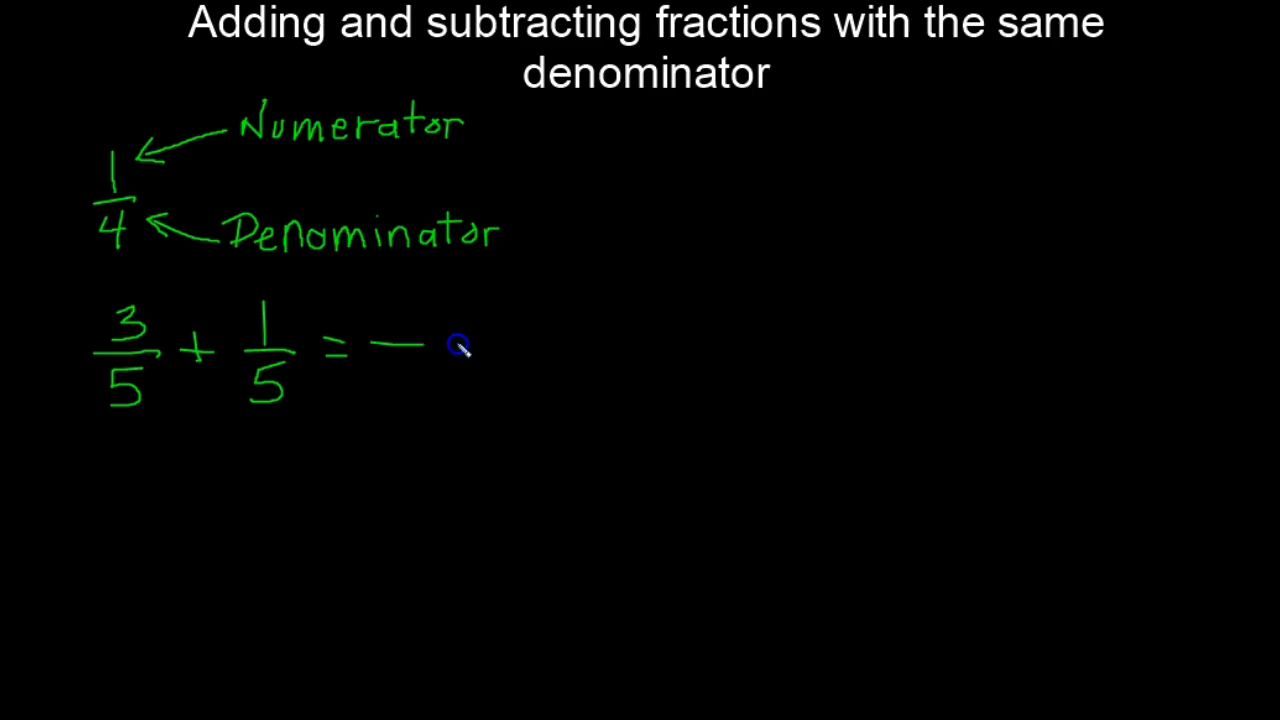 Adding and subtracting fractions with the same
denominator
Numerator
1/4
Denominator
3/5 + 1/5 = —